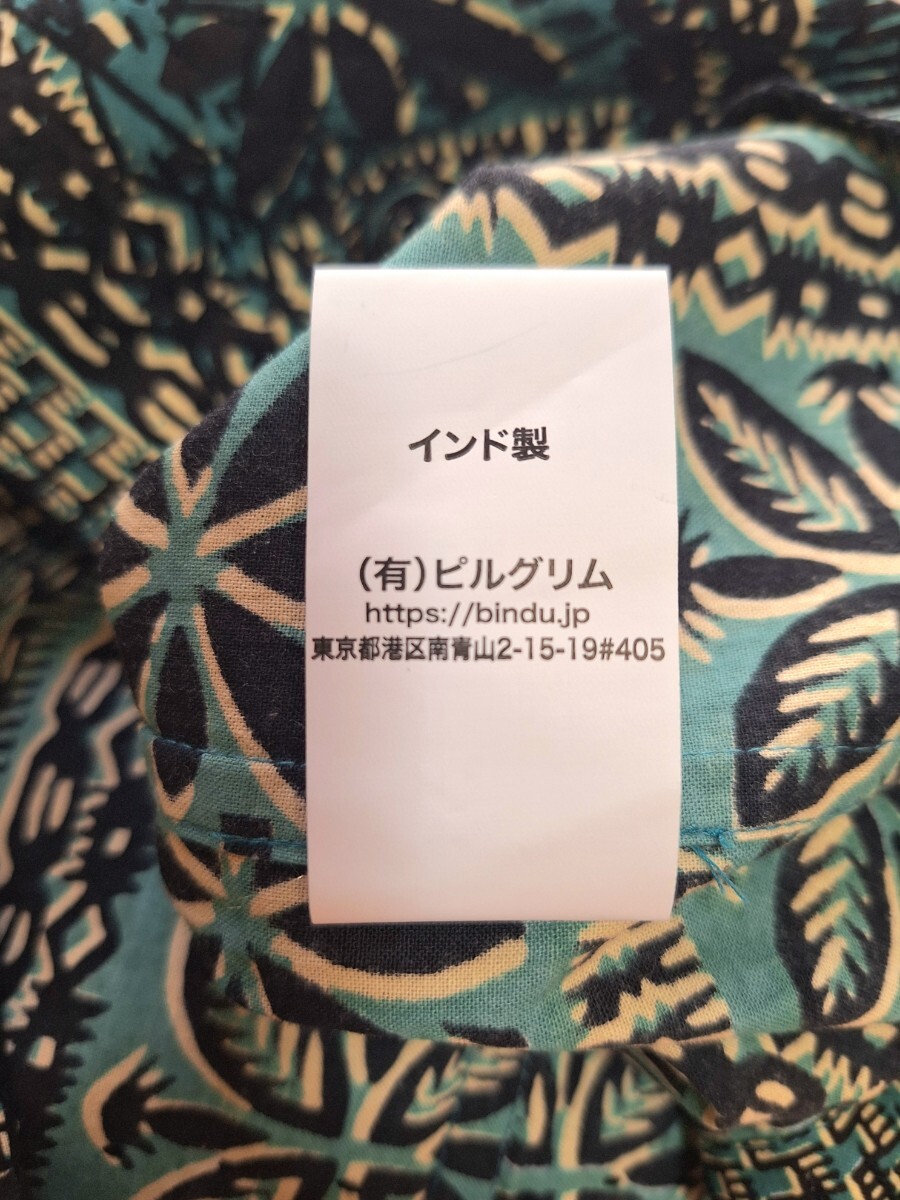 インド製
(有)ピルグリム
https://bindu.jp
東京都港区南青山2-15-19#405